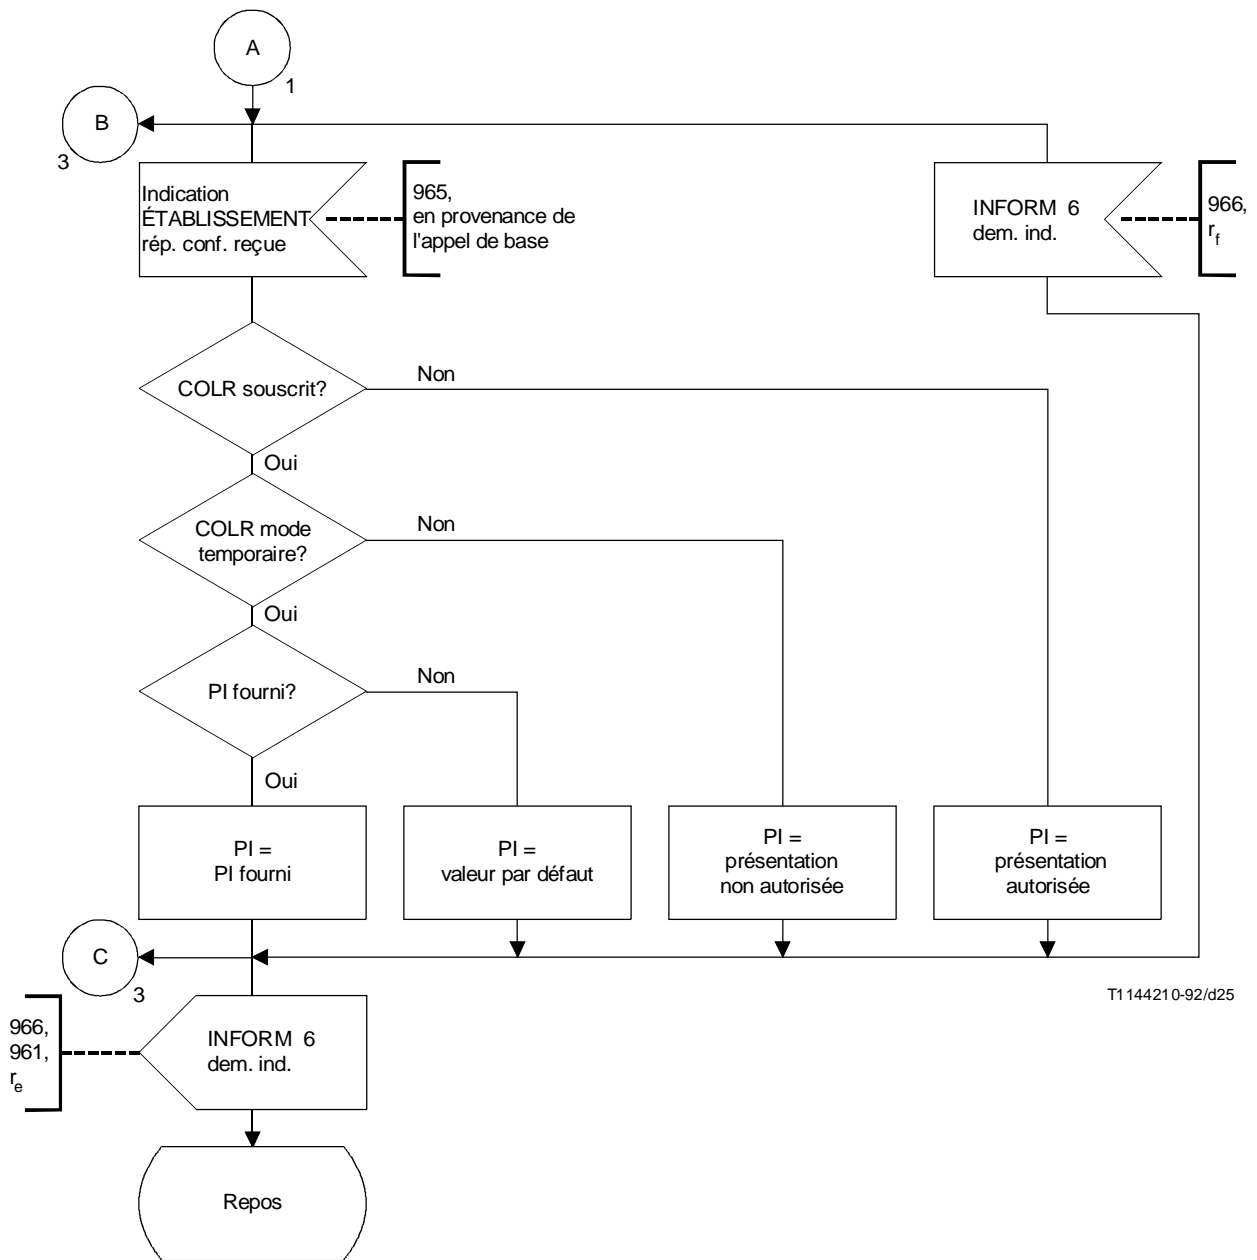 A
1
B
3
Indication
ÉTABLISSEMENT
rép. conf. reçue
965,
en provenance de
l'appel de base
INFORM 6
dem. ind.
966,
r_f
COLR souscrit?
Non
Oui
COLR mode
temporaire?
Non
Oui
PI fourni?
Non
Oui
PI =
PI fourni
PI =
valeur par défaut
PI =
présentation
non autorisée
PI =
présentation
autorisée
C
3
T1144210-92/d25
966,
961,
r_e
INFORM 6
dem. ind.
Repos